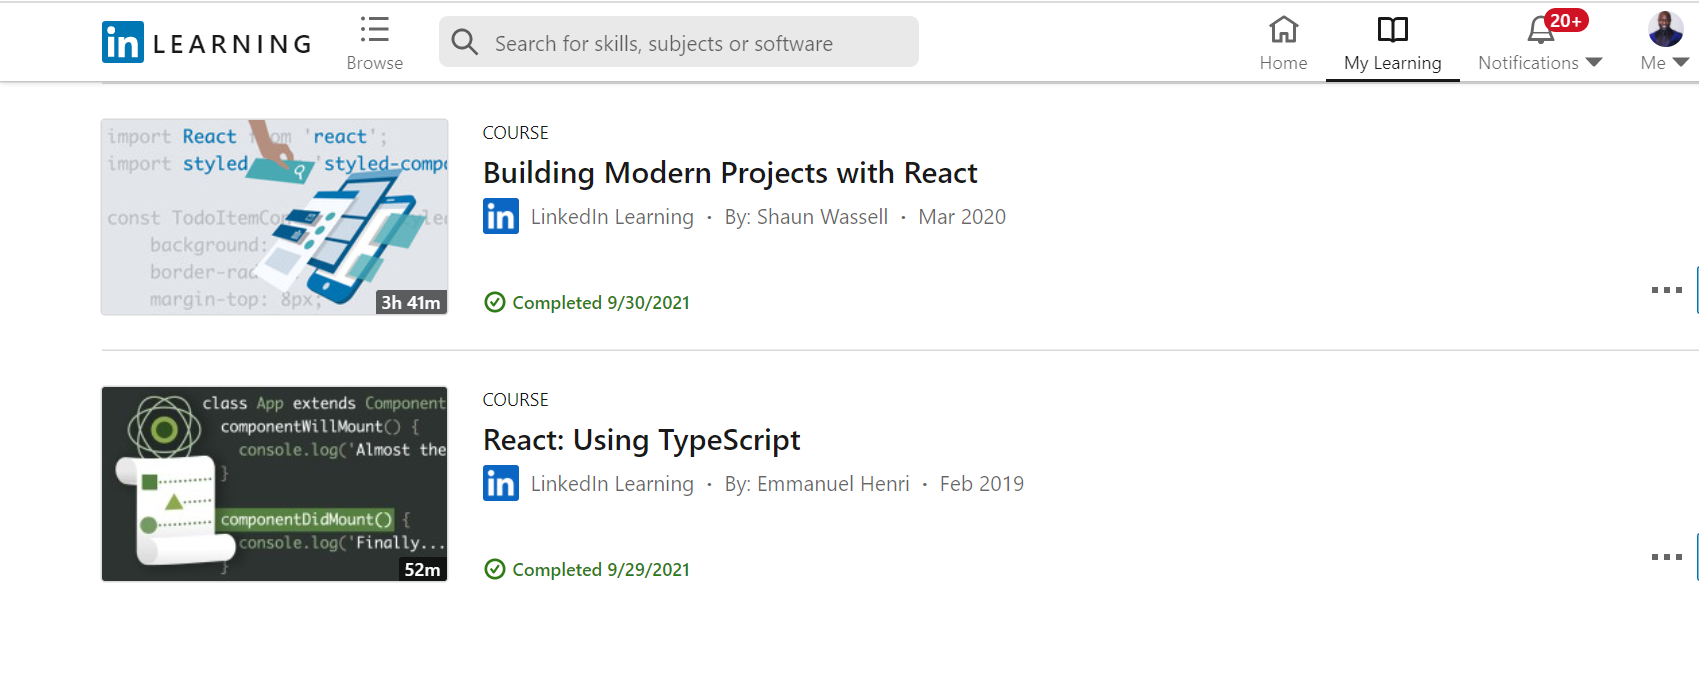 in LEARNING
Browse
Search for skills, subjects or software
Home
My Learning
20+
Notifications
Me
import React from 'react';
import styled 'styled-compo
const TodoItemCon
background:
border-rad
margin-top: 8px;
3h 41m
COURSE
Building Modern Projects with React
in LinkedIn Learning · By: Shaun Wassell · Mar 2020
Completed 9/30/2021
class App extends Component
componentWillMount() {
console.log('Almost the
}
componentDidMount() {
console.log('Finally...
}
52m
COURSE
React: Using TypeScript
in LinkedIn Learning · By: Emmanuel Henri · Feb 2019
Completed 9/29/2021